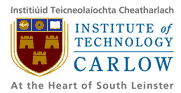 Institiúid Teicneolaíochta Cheatharlach
INSTITUTE of
TECHNOLOGY
CARLOW
At the Heart of South Leinster